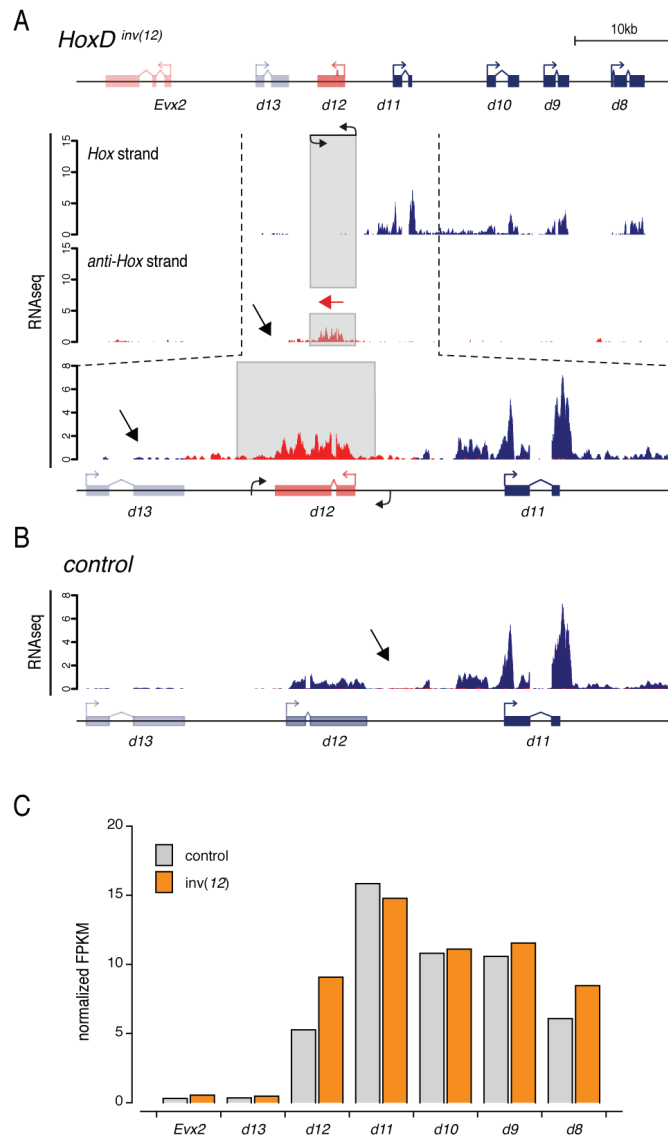 A
HoxD inv(12)
10kb
Evx2 d13 d12 d11 d10 d9 d8
15
10
5
0
Hox strand
15
10
5
0
anti-Hox strand
RNAseq
8
6
4
2
0
d13 d12 d11
B
control
RNAseq
8
6
4
2
0
d13 d12 d11
C
20
15
10
5
0
normalized FPKM
control
inv(12)
Evx2 d13 d12 d11 d10 d9 d8